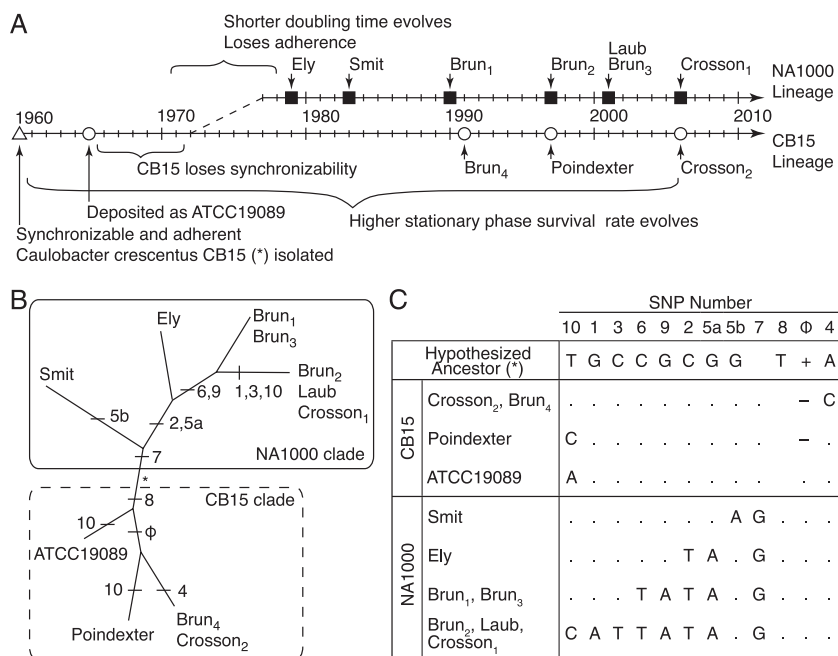 A
Shorter doubling time evolves
Loses adherence
Ely
Smit
Brun1
Brun2
Laub
Brun3
Crosson1
NA1000
Lineage
1960
1970
1980
1990
2000
2010
CB15
Lineage
CB15 loses synchronizability
Brun4
Poindexter
Crosson2
Deposited as ATCC19089
Higher stationary phase survival rate evolves
Synchronizable and adherent
Caulobacter crescentus CB15 (*) isolated
B
Ely
Brun1
Brun3
Smit
Brun2
Laub
Crosson1
6,9
1,3,10
5b
2,5a
7
NA1000 clade
*
8
CB15 clade
10
ATCC19089
Φ
10
4
Poindexter
Brun4
Crosson2
C
SNP Number
10 1 3 6 9 2 5a 5b 7 8 Φ 4
Hypothesized
Ancestor (*)
T G C C G C G G T + A
CB15
Crosson2, Brun4 . . . . . . . . . . – C
Poindexter C . . . . . . . . . – .
ATCC19089 A . . . . . . . . . . .
NA1000
Smit . . . . . . . A G . . .
Ely . . . . . T A . G . . .
Brun1, Brun3 . . . T A T A . G . . .
Brun2, Laub,
Crosson1
C A T T A T A . G . . .